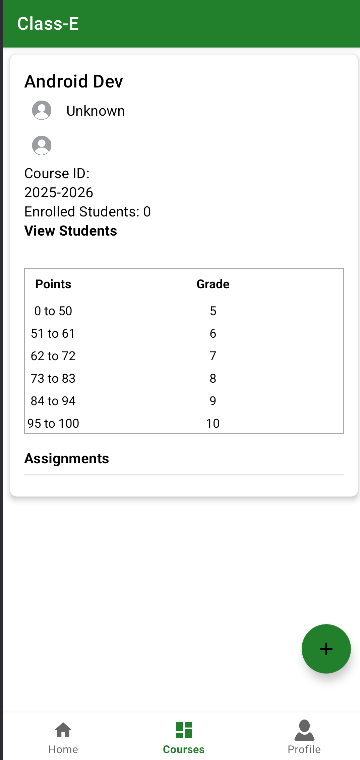 Class-E
Android Dev
Unknown
Course ID:
2025-2026
Enrolled Students: 0
View Students
Points Grade
0 to 50 5
51 to 61 6
62 to 72 7
73 to 83 8
84 to 94 9
95 to 100 10
Assignments
+
Home Courses Profile